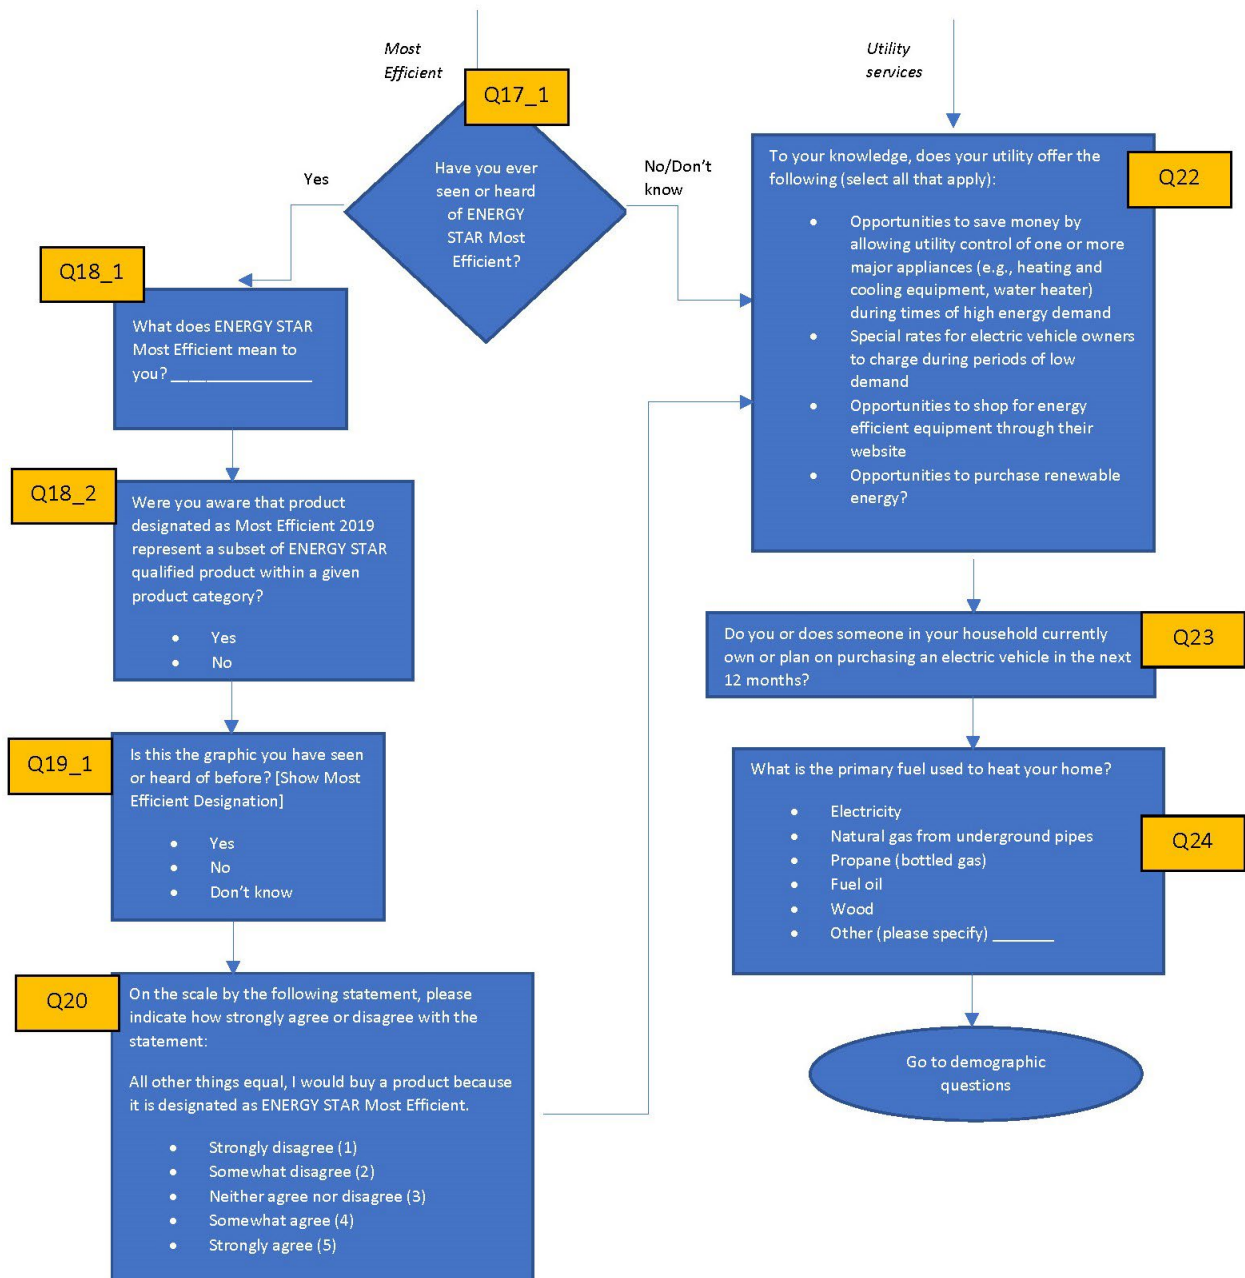 Most
Efficient
Q17_1
Have you ever
seen or heard
of ENERGY
STAR Most
Efficient?
Yes
No/Don't
know
Q18_1
What does ENERGY STAR
Most Efficient mean to
you? ________________
Q18_2
Were you aware that product
designated as Most Efficient 2019
represent a subset of ENERGY STAR
qualified product within a given
product category?
• Yes
• No
Q19_1
Is this the graphic you have seen
or heard of before? [Show Most
Efficient Designation]
• Yes
• No
• Don't know
Q20
On the scale by the following statement, please
indicate how strongly agree or disagree with the
statement:
All other things equal, I would buy a product because
it is designated as ENERGY STAR Most Efficient.
• Strongly disagree (1)
• Somewhat disagree (2)
• Neither agree nor disagree (3)
• Somewhat agree (4)
• Strongly agree (5)
Utility
services
Q22
To your knowledge, does your utility offer the
following (select all that apply):
• Opportunities to save money by
allowing utility control of one or more
major appliances (e.g., heating and
cooling equipment, water heater)
during times of high energy demand
• Special rates for electric vehicle owners
to charge during periods of low
demand
• Opportunities to shop for energy
efficient equipment through their
website
• Opportunities to purchase renewable
energy?
Q23
Do you or does someone in your household currently
own or plan on purchasing an electric vehicle in the next
12 months?
Q24
What is the primary fuel used to heat your home?
• Electricity
• Natural gas from underground pipes
• Propane (bottled gas)
• Fuel oil
• Wood
• Other (please specify) _______
Go to demographic
questions